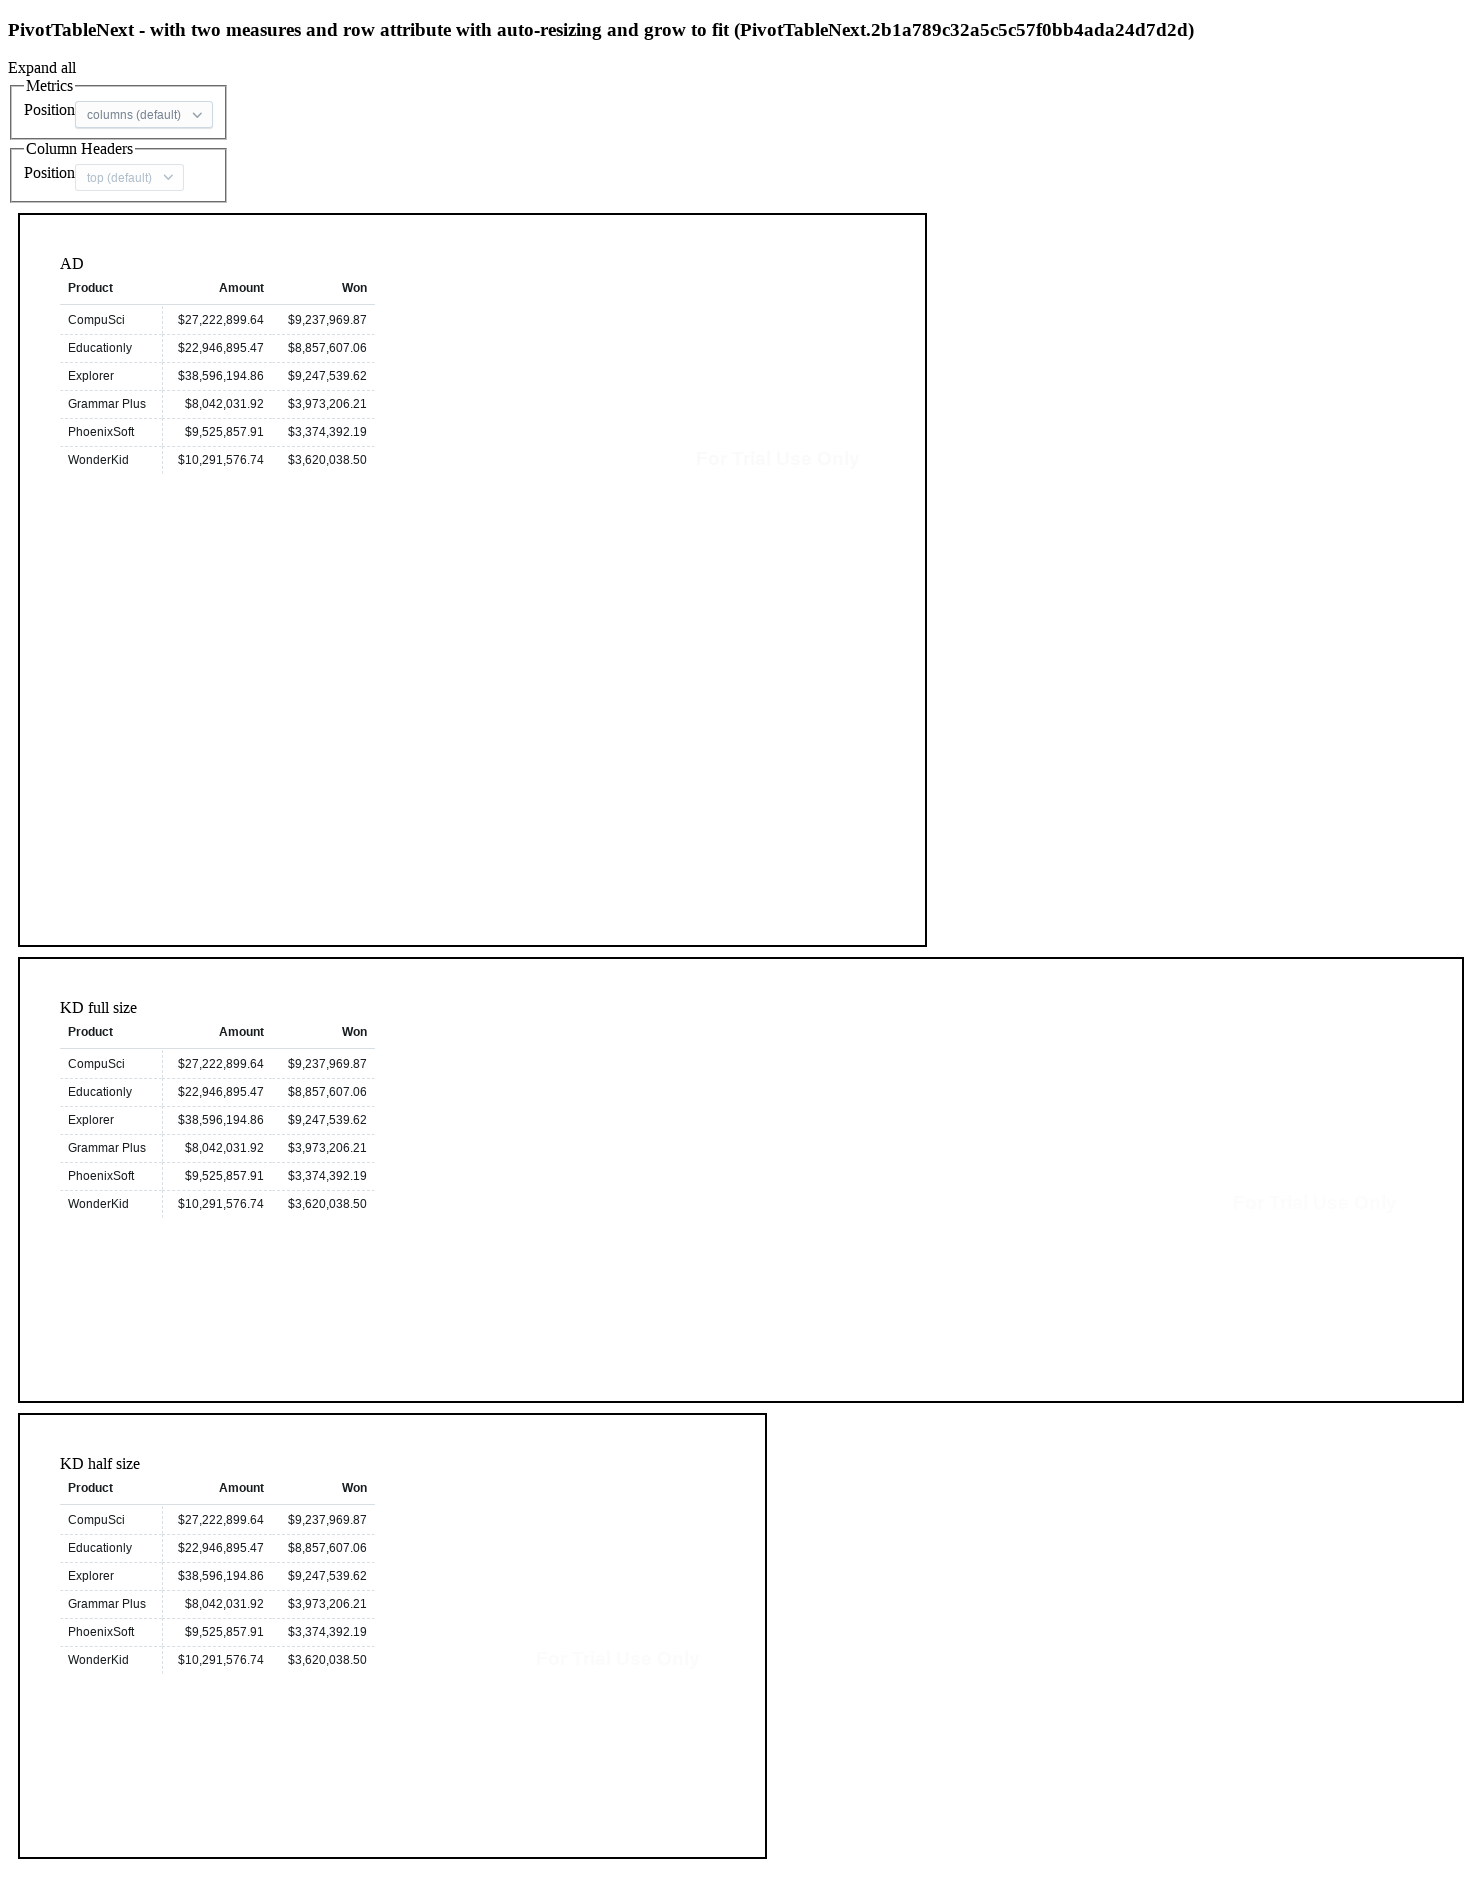 PivotTableNext - with two measures and row attribute with auto-resizing and grow to fit (PivotTableNext.2b1a789c32a5c5c57f0bb4ada24d7d2d)
Expand all
Metrics
Position columns (default)
Column Headers
Position top (default)
AD
Product Amount Won
CompuSci $27,222,899.64 $9,237,969.87
Educationly $22,946,895.47 $8,857,607.06
Explorer $38,596,194.86 $9,247,539.62
Grammar Plus $8,042,031.92 $3,973,206.21
PhoenixSoft $9,525,857.91 $3,374,392.19
WonderKid $10,291,576.74 $3,620,038.50
For Trial Use Only
KD full size
Product Amount Won
CompuSci $27,222,899.64 $9,237,969.87
Educationly $22,946,895.47 $8,857,607.06
Explorer $38,596,194.86 $9,247,539.62
Grammar Plus $8,042,031.92 $3,973,206.21
PhoenixSoft $9,525,857.91 $3,374,392.19
WonderKid $10,291,576.74 $3,620,038.50
For Trial Use Only
KD half size
Product Amount Won
CompuSci $27,222,899.64 $9,237,969.87
Educationly $22,946,895.47 $8,857,607.06
Explorer $38,596,194.86 $9,247,539.62
Grammar Plus $8,042,031.92 $3,973,206.21
PhoenixSoft $9,525,857.91 $3,374,392.19
WonderKid $10,291,576.74 $3,620,038.50
For Trial Use Only